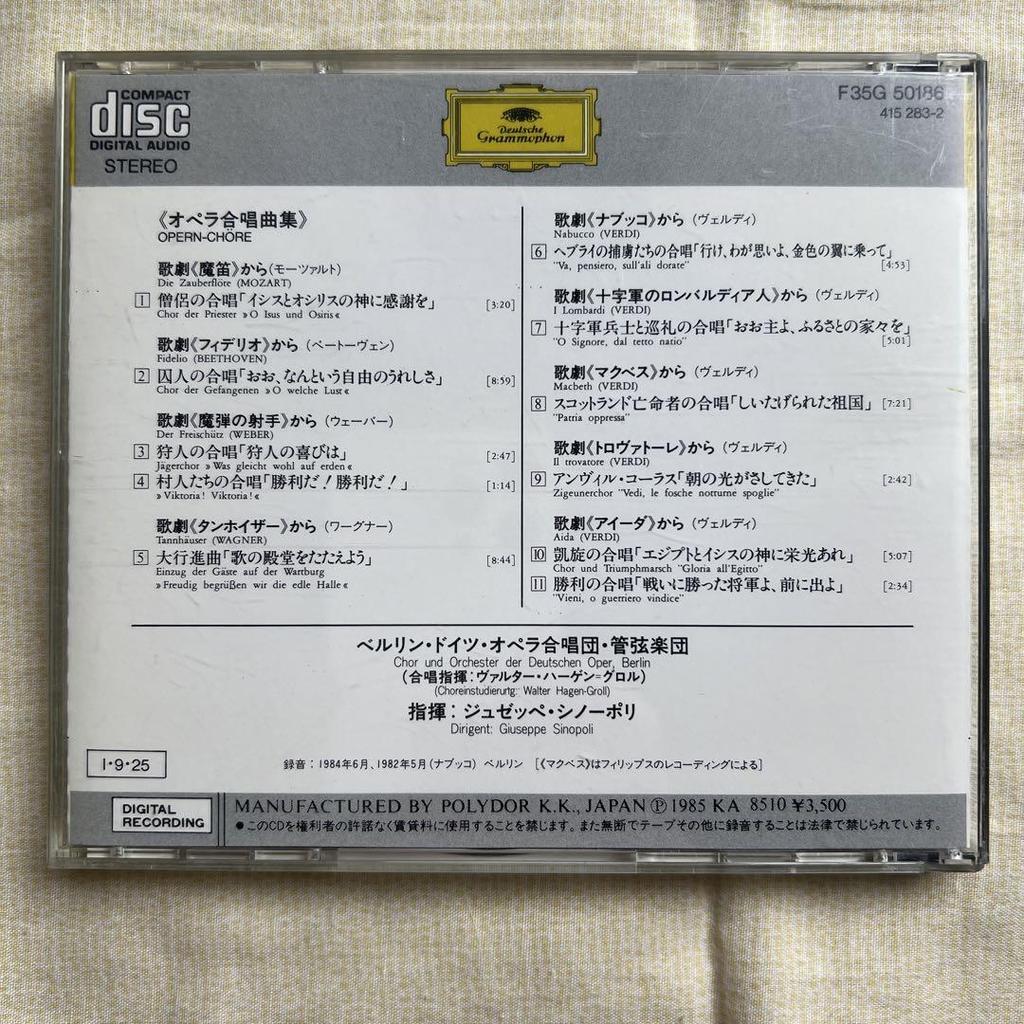 COMPACT
disc
DIGITAL AUDIO
STEREO
Deutsche
Grammophon
F35G 50186
415 283-2
《オペラ合唱曲集》
OPERN-CHÖRE
歌劇《魔笛》から(モーツァルト)
Die Zauberflöte (MOZART)
1 僧侶の合唱「イシスとオシリスの神に感謝を」 [3:20]
Chor der Priester »O Isus und Osiris«
歌劇《フィデリオ》から (ベートーヴェン)
Fidelio (BEETHOVEN)
2 囚人の合唱「おお、なんという自由のうれしさ」 [8:59]
Chor der Gefangenen »O welche Lust«
歌劇《魔弾の射手》から (ウェーバー)
Der Freischütz (WEBER)
3 狩人の合唱「狩人の喜びは」 [2:47]
Jägerchor »Was gleicht wohl auf erden«
4 村人たちの合唱「勝利だ!勝利だ!」 [1:14]
»Viktoria! Viktoria!«
歌劇《タンホイザー》から (ワーグナー)
Tannhäuser (WAGNER)
5 大行進曲「歌の殿堂をたたえよう」 [8:44]
Einzug der Gäste auf der Wartburg
»Freudig begrüßen wir die edle Halle«
歌劇《ナブッコ》から (ヴェルディ)
Nabucco (VERDI)
6 ヘブライの捕虜たちの合唱「行け、わが思いよ、金色の翼に乗って」
"Va, pensiero, sull'ali dorate" [4:53]
歌劇《十字軍のロンバルディア人》から (ヴェルディ)
I Lombardi (VERDI)
7 十字軍兵士と巡礼の合唱「おお主よ、ふるさとの家々を」
"O Signore, dal tetto natio" [5:01]
歌劇《マクベス》から (ヴェルディ)
Macbeth (VERDI)
8 スコットランド亡命者の合唱「しいたげられた祖国」 [7:21]
"Patria oppressa"
歌劇《トロヴァトーレ》から (ヴェルディ)
Il trovatore (VERDI)
9 アンヴィル・コーラス「朝の光がさしてきた」 [2:42]
Zigeunerchor "Vedi, le fosche notturne spoglie"
歌劇《アイーダ》から (ヴェルディ)
Aida (VERDI)
10 凱旋の合唱「エジプトとイシスの神に栄光あれ」 [5:07]
Chor und Triumphmarsch "Gloria all'Egitto"
11 勝利の合唱「戦いに勝った将軍よ、前に出よ」 [2:34]
"Vieni, o guerriero vindice"
ベルリン・ドイツ・オペラ合唱団・管弦楽団
Chor und Orchester der Deutschen Oper, Berlin
(合唱指揮:ヴァルター・ハーゲン=グロル)
(Choreinstudierurtg: Walter Hagen-Groll)
指揮:ジュゼッペ・シノーポリ
Dirigent: Giuseppe Sinopoli
1・9・25
録音:1984年6月、1982年5月(ナブッコ) ベルリン [《マクベス》はフィリップスのレコーディングによる]
DIGITAL
RECORDING
MANUFACTURED BY POLYDOR K.K., JAPAN Ⓟ 1985 KA 8510 ¥3,500
●このCDを権利者の許諾なく賃貸料に使用することを禁じます。また無断でテープその他に録音することは法律で禁じられています。